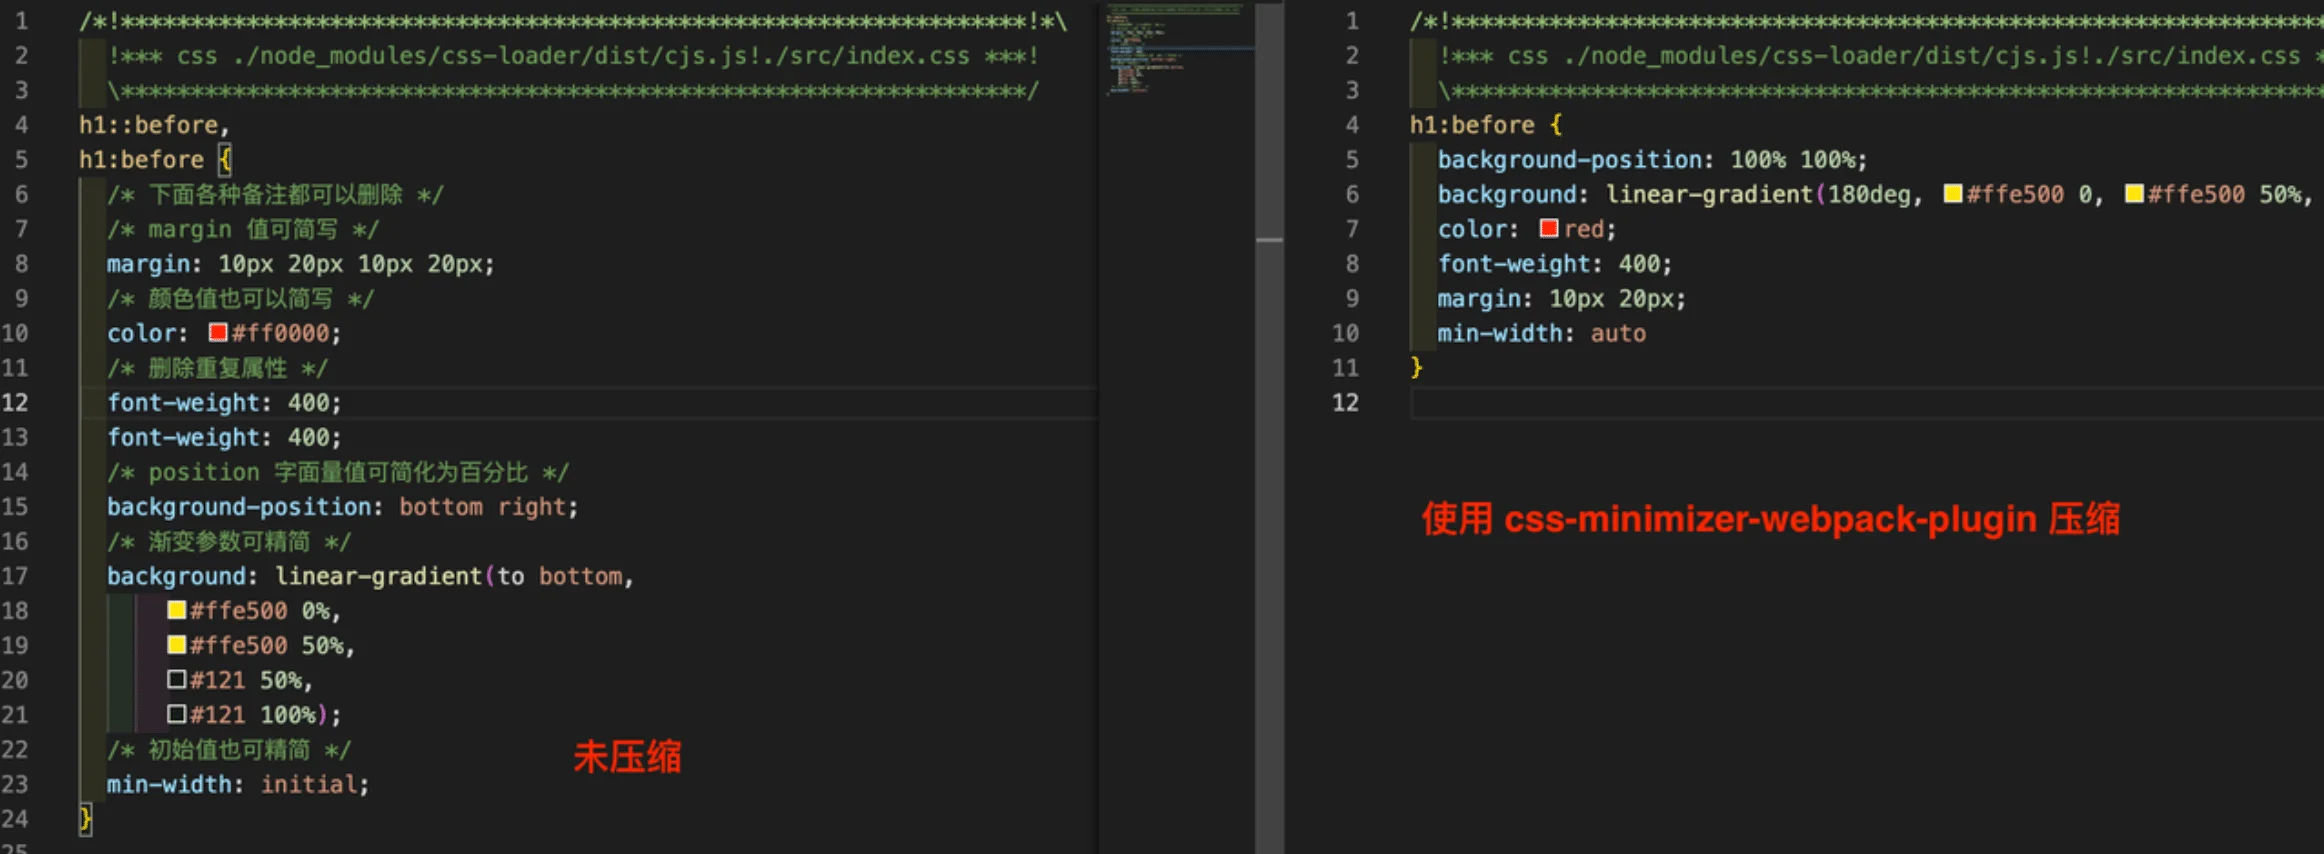 1 /*!*****************************************************************!*\
2 !*** css ./node_modules/css-loader/dist/cjs.js!./src/index.css ***!
3 \*****************************************************************/
4 h1::before,
5 h1:before {
6 /* 下面各种备注都可以删除 */
7 /* margin 值可简写 */
8 margin: 10px 20px 10px 20px;
9 /* 颜色值也可以简写 */
10 color: #ff0000;
11 /* 删除重复属性 */
12 font-weight: 400;
13 font-weight: 400;
14 /* position 字面量值可简化为百分比 */
15 background-position: bottom right;
16 /* 渐变参数可精简 */
17 background: linear-gradient(to bottom,
18 #ffe500 0%,
19 #ffe500 50%,
20 #121 50%,
21 #121 100%);
22 /* 初始值也可精简 */
23 min-width: initial;
24 }
25
未压缩
1 /*!***************************************************************
2 !*** css ./node_modules/css-loader/dist/cjs.js!./src/index.css *
3 \***************************************************************
4 h1:before {
5 background-position: 100% 100%;
6 background: linear-gradient(180deg, #ffe500 0, #ffe500 50%,
7 color: red;
8 font-weight: 400;
9 margin: 10px 20px;
10 min-width: auto
11 }
12
使用 css-minimizer-webpack-plugin 压缩